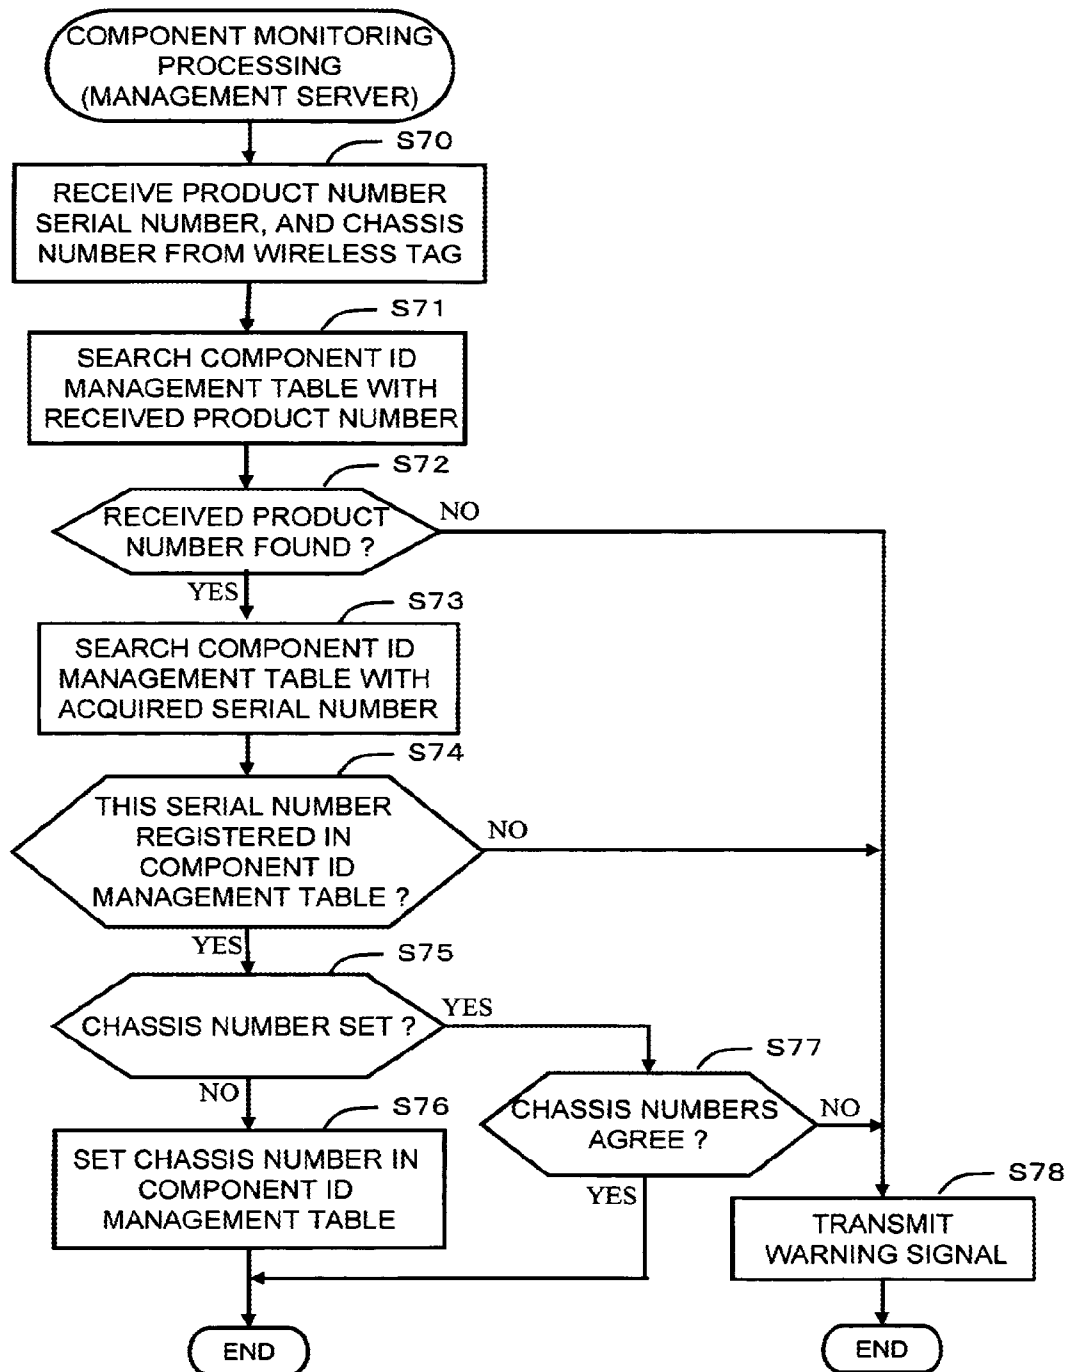 COMPONENT MONITORING
PROCESSING
(MANAGEMENT SERVER)
S70
RECEIVE PRODUCT NUMBER
SERIAL NUMBER, AND CHASSIS
NUMBER FROM WIRELESS TAG
S71
SEARCH COMPONENT ID
MANAGEMENT TABLE WITH
RECEIVED PRODUCT NUMBER
S72
RECEIVED PRODUCT
NUMBER FOUND ?
NO
YES
S73
SEARCH COMPONENT ID
MANAGEMENT TABLE WITH
ACQUIRED SERIAL NUMBER
S74
THIS SERIAL NUMBER
REGISTERED IN
COMPONENT ID
MANAGEMENT TABLE ?
NO
YES
S75
CHASSIS NUMBER SET ?
YES
NO
S77
CHASSIS NUMBERS
AGREE ?
NO
YES
S76
SET CHASSIS NUMBER IN
COMPONENT ID
MANAGEMENT TABLE
S78
TRANSMIT
WARNING SIGNAL
END
END